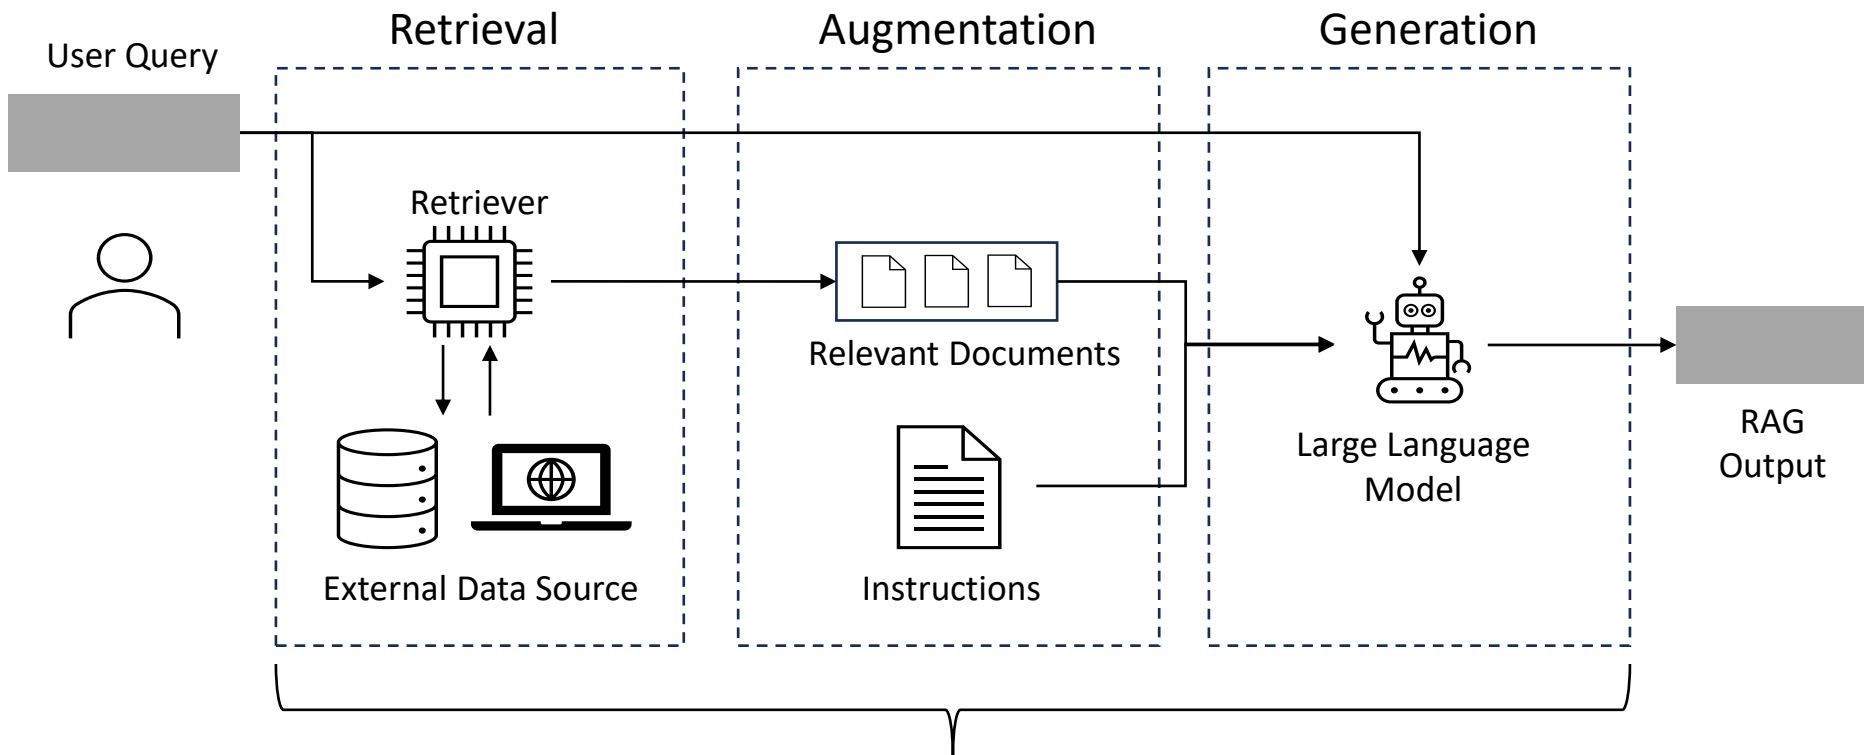 User Query
Retrieval
Augmentation
Generation
Retriever
External Data Source
Relevant Documents
Instructions
Large Language
Model
RAG
Output